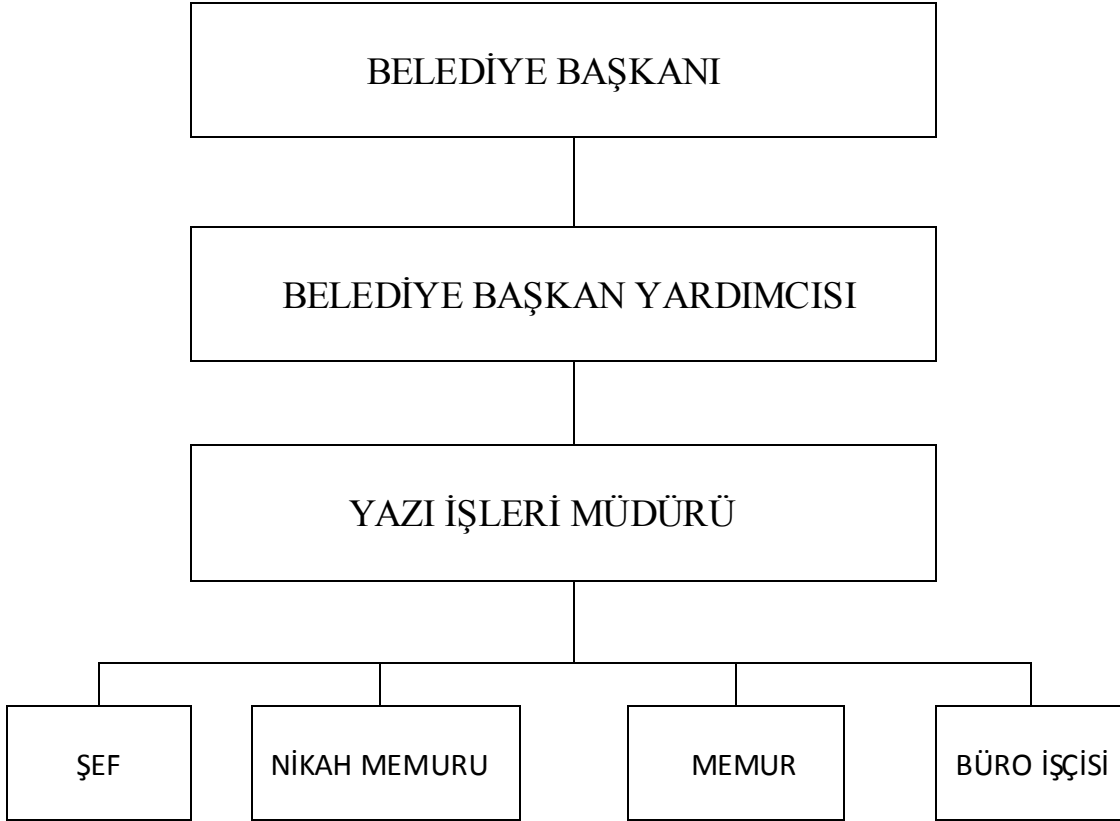 BELEDİYE BAŞKANI
BELEDİYE BAŞKAN YARDIMCISI
YAZI İŞLERİ MÜDÜRÜ
ŞEF
NİKAH MEMURU
MEMUR
BÜRO İŞÇİSİ